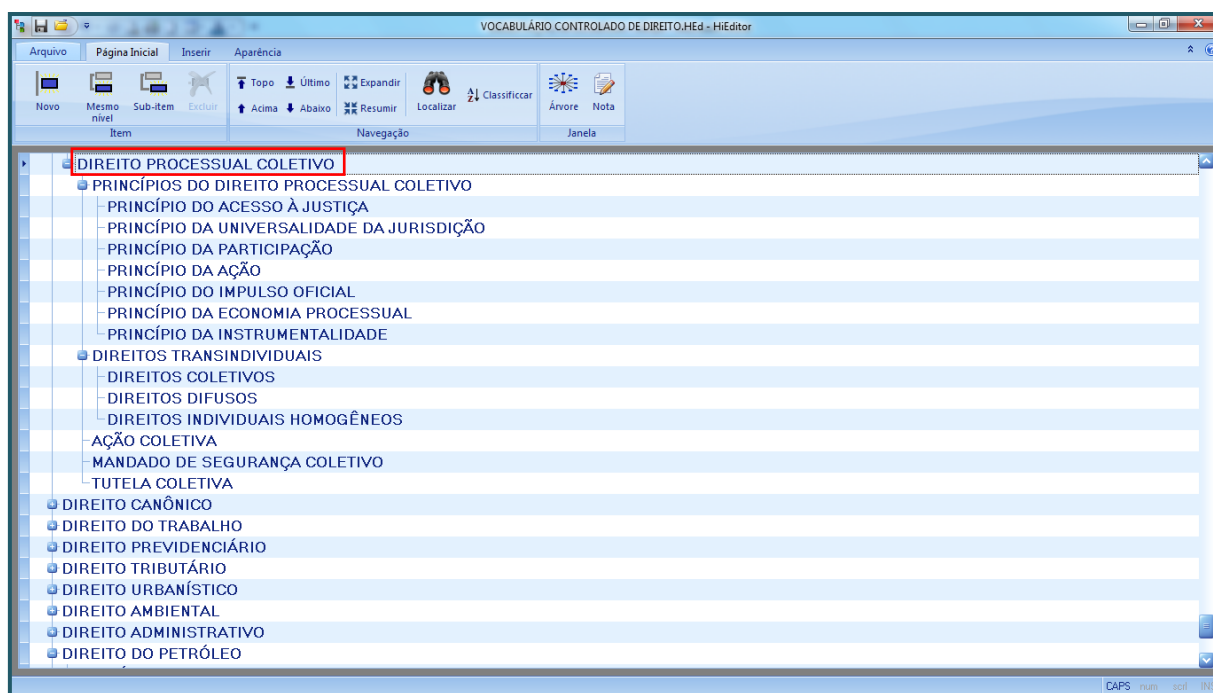 VOCABULÁRIO CONTROLADO DE DIREITO.HEd - HiEditor
Arquivo Página Inicial Inserir Aparência
Topo Último Expandir
Novo Mesmo nível Sub-item Excluir
Acima Abaixo Resumir
Localizar
Classificcar
Árvore Nota
Item Navegação Janela
DIREITO PROCESSUAL COLETIVO
PRINCÍPIOS DO DIREITO PROCESSUAL COLETIVO
PRINCÍPIO DO ACESSO À JUSTIÇA
PRINCÍPIO DA UNIVERSALIDADE DA JURISDIÇÃO
PRINCÍPIO DA PARTICIPAÇÃO
PRINCÍPIO DA AÇÃO
PRINCÍPIO DO IMPULSO OFICIAL
PRINCÍPIO DA ECONOMIA PROCESSUAL
PRINCÍPIO DA INSTRUMENTALIDADE
DIREITOS TRANSINDIVIDUAIS
DIREITOS COLETIVOS
DIREITOS DIFUSOS
DIREITOS INDIVIDUAIS HOMOGÊNEOS
AÇÃO COLETIVA
MANDADO DE SEGURANÇA COLETIVO
TUTELA COLETIVA
DIREITO CANÔNICO
DIREITO DO TRABALHO
DIREITO PREVIDENCIÁRIO
DIREITO TRIBUTÁRIO
DIREITO URBANÍSTICO
DIREITO AMBIENTAL
DIREITO ADMINISTRATIVO
DIREITO DO PETRÓLEO
CAPS num scrl IN